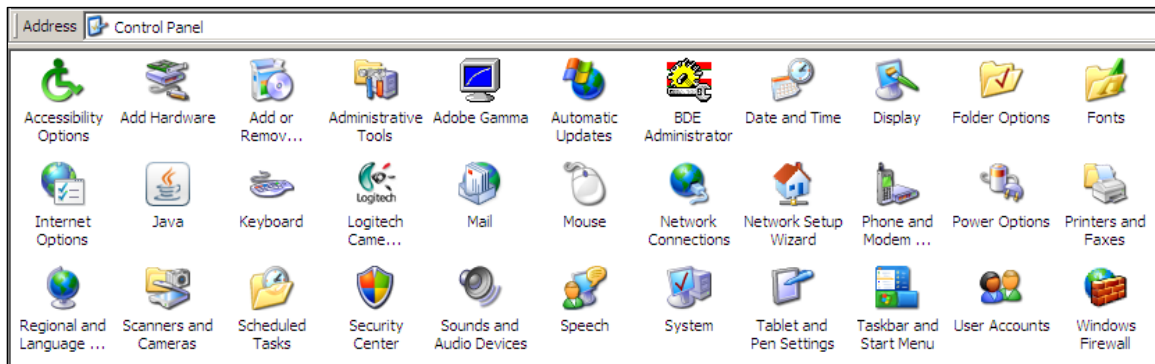 Address Control Panel
Accessibility Options
Add Hardware
Add or Remov...
Administrative Tools
Adobe Gamma
Automatic Updates
BDE Administrator
Date and Time
Display
Folder Options
Fonts
Internet Options
Java
Keyboard
Logitech
Logitech Came...
Mail
Mouse
Network Connections
Network Setup Wizard
Phone and Modem ...
Power Options
Printers and Faxes
Regional and Language ...
Scanners and Cameras
Scheduled Tasks
Security Center
Sounds and Audio Devices
Speech
System
Tablet and Pen Settings
Taskbar and Start Menu
User Accounts
Windows Firewall